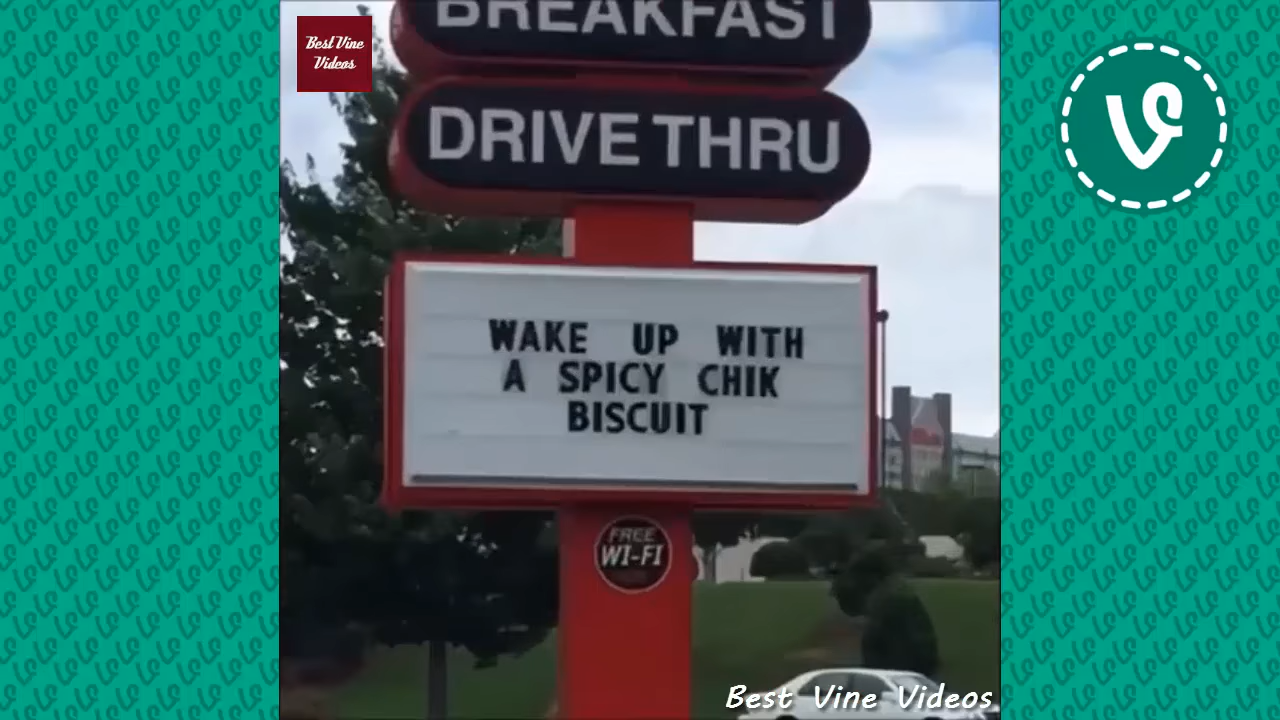 Best Vine
Videos
BREAKFAST
DRIVE THRU
WAKE UP WITH
A SPICY CHIK
BISCUIT
FREE
WI-FI
Best Vine Videos